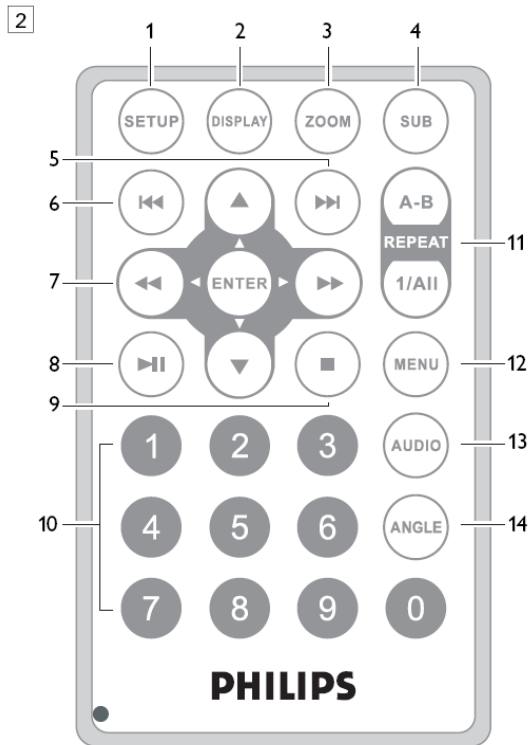 2
1 2 3 4
SETUP DISPLAY ZOOM SUB
5
6 A-B
REPEAT 11
7 ENTER 1/All
8 MENU 12
9
1 2 3 AUDIO 13
10 4 5 6 ANGLE 14
7 8 9 0
PHILIPS